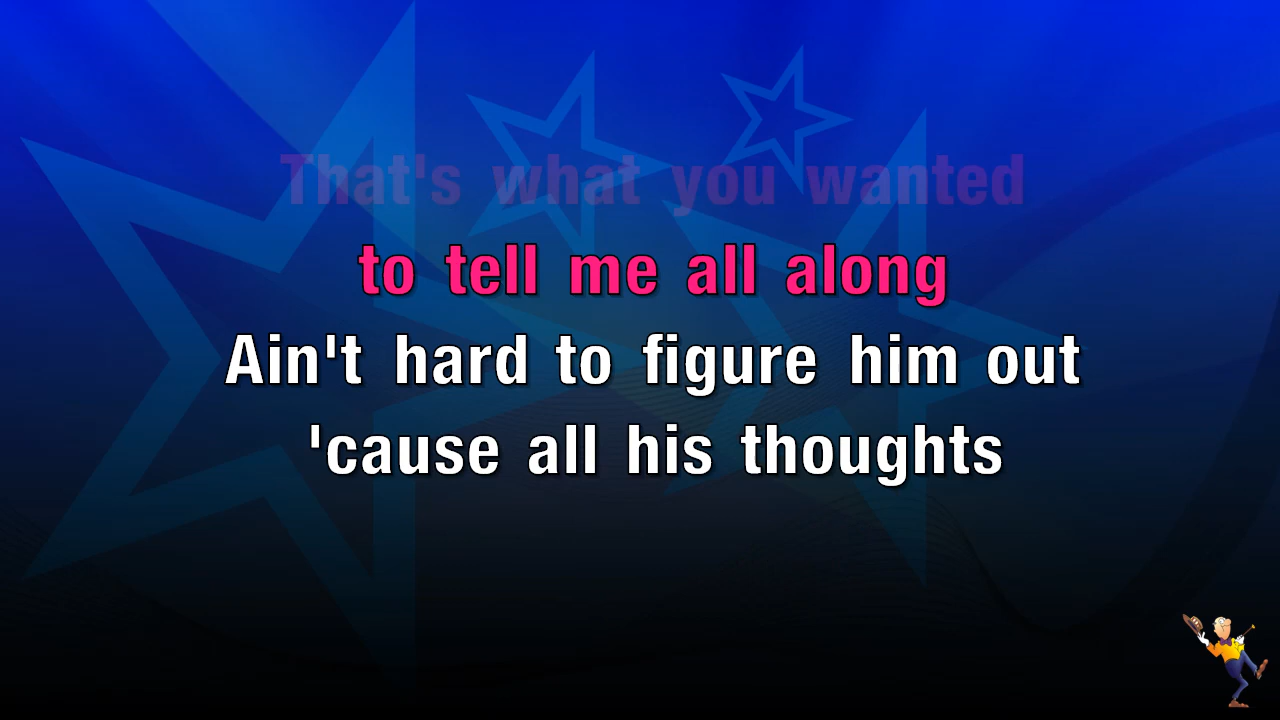 That's what you wanted
to tell me all along
Ain't hard to figure him out
'cause all his thoughts